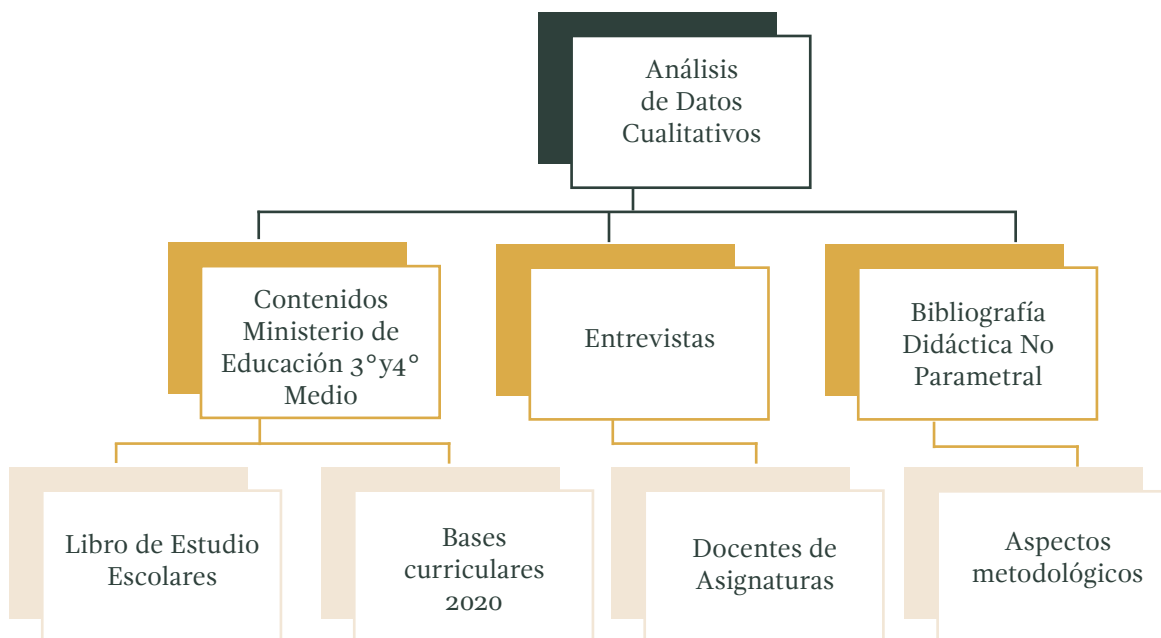 Análisis
de Datos
Cualitativos
Contenidos
Ministerio de
Educación 3°y4°
Medio
Entrevistas
Bibliografía
Didáctica No
Parametral
Libro de Estudio
Escolares
Bases
curriculares
2020
Docentes de
Asignaturas
Aspectos
metodológicos